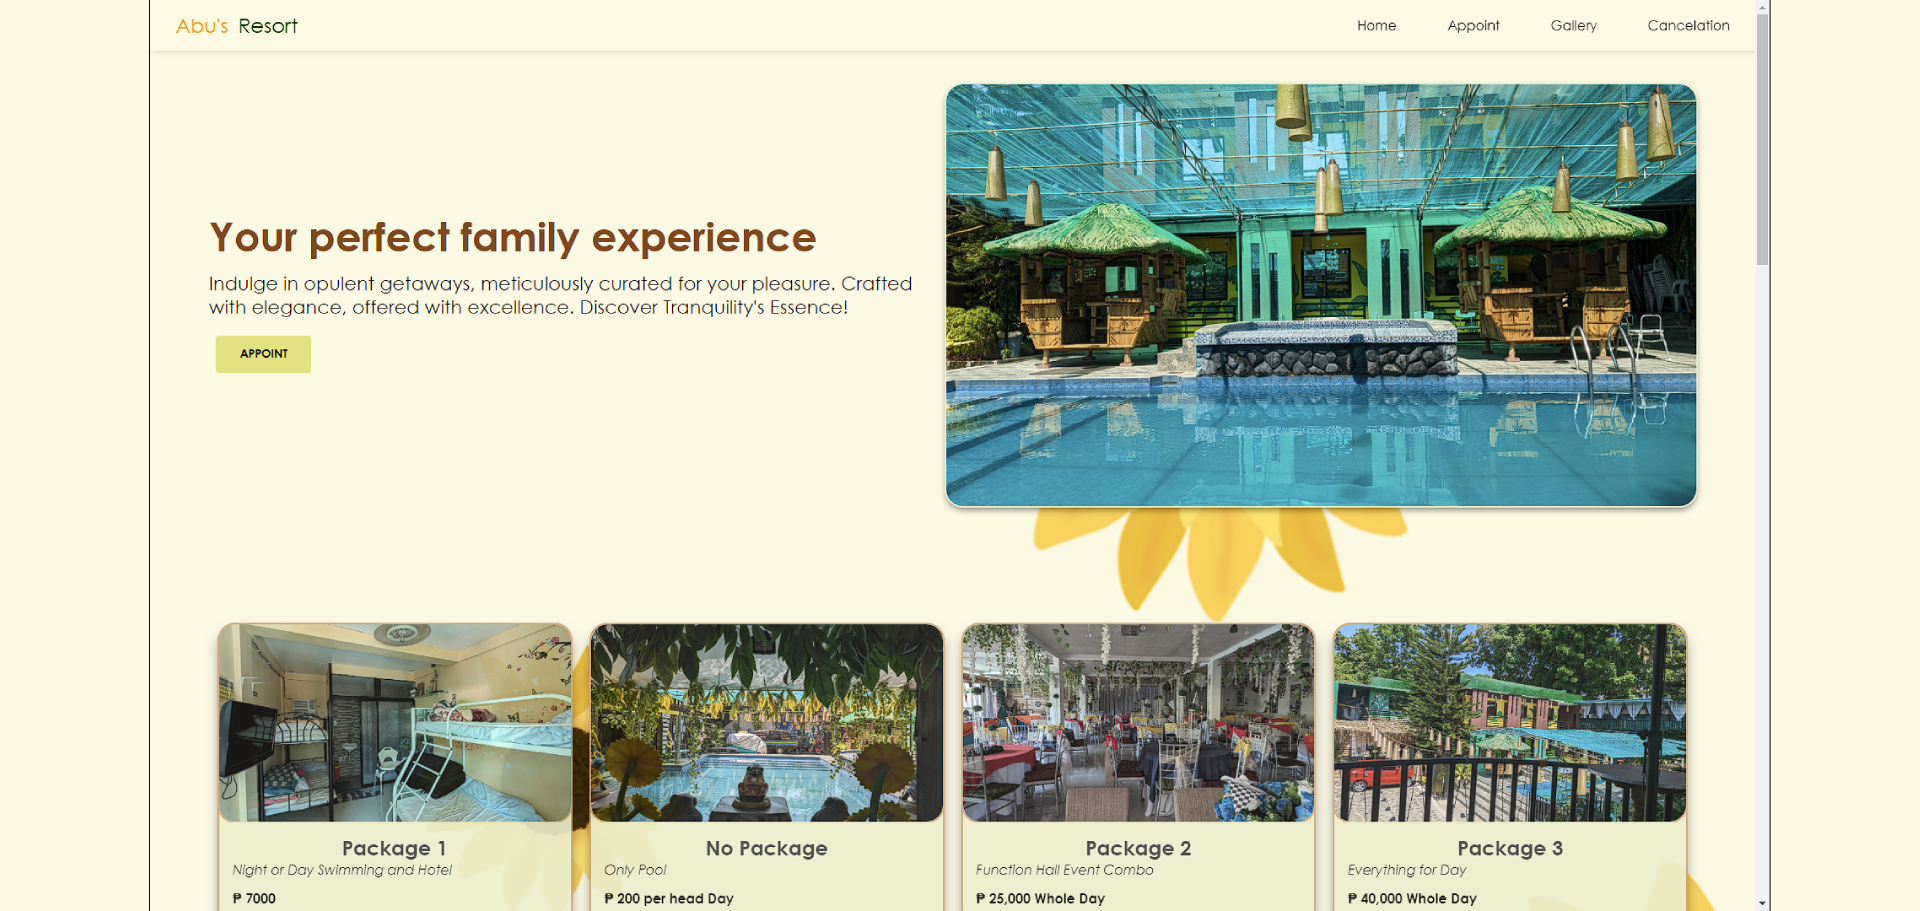 Abu's Resort
Home Appoint Gallery Cancelation
Your perfect family experience
Indulge in opulent getaways, meticulously curated for your pleasure. Crafted
with elegance, offered with excellence. Discover Tranquility's Essence!
APPOINT
Package 1
Night or Day Swimming and Hotel
₱ 7000
No Package
Only Pool
₱ 200 per head Day
Package 2
Function Hall Event Combo
₱ 25,000 Whole Day
Package 3
Everything for Day
₱ 40,000 Whole Day